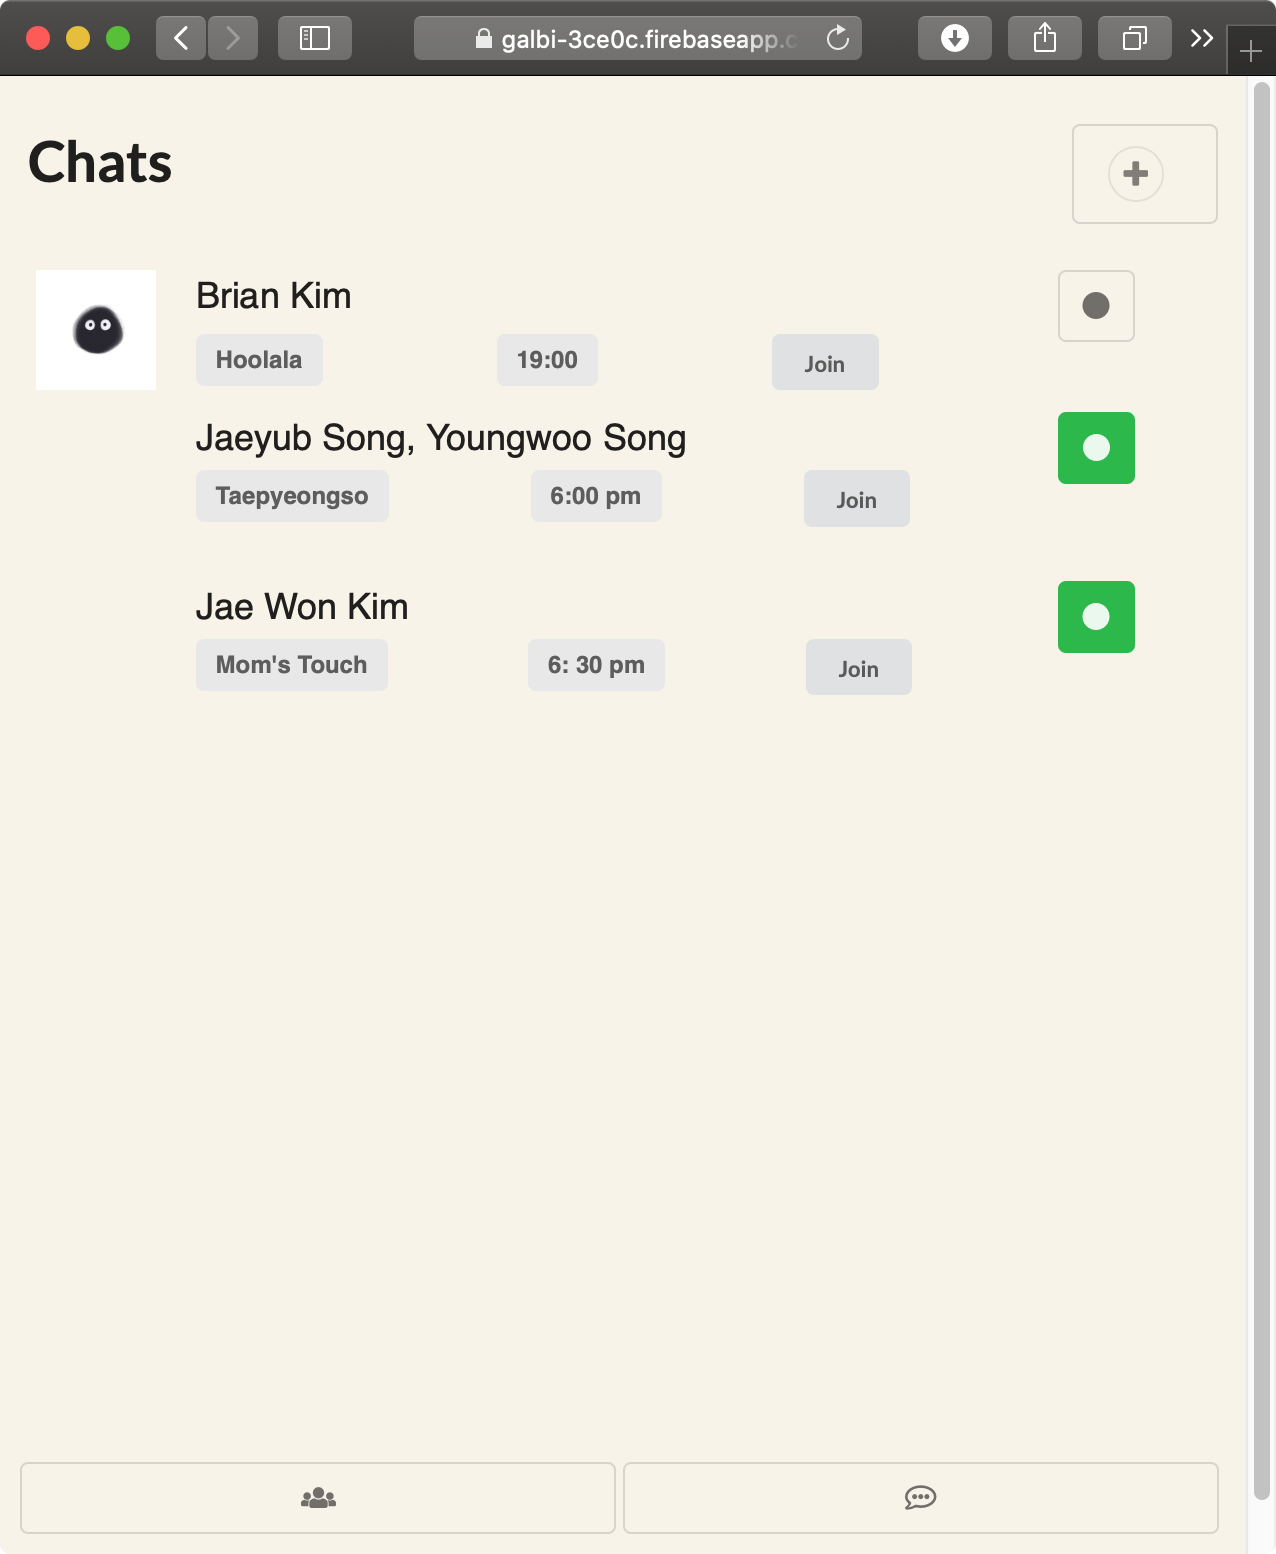 galbi-3ce0c.firebaseapp.c
Chats
Brian Kim
Hoolala 19:00 Join
Jaeyub Song, Youngwoo Song
Taepyeongso 6:00 pm Join
Jae Won Kim
Mom's Touch 6: 30 pm Join